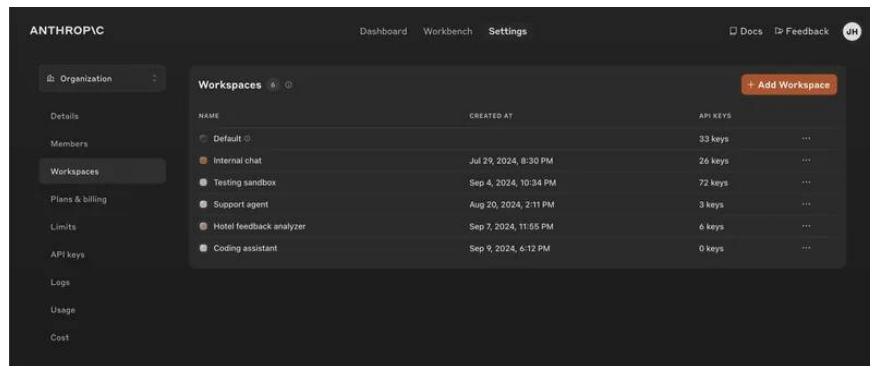 ANTHROP\C
Dashboard Workbench Settings
Docs Feedback JH
Organization
Details
Members
Workspaces
Plans & billing
Limits
API keys
Logs
Usage
Cost
Workspaces 6
+ Add Workspace
NAME CREATED AT API KEYS
Default 33 keys ...
Internal chat Jul 29, 2024, 8:30 PM 26 keys ...
Testing sandbox Sep 4, 2024, 10:34 PM 72 keys ...
Support agent Aug 20, 2024, 2:11 PM 3 keys ...
Hotel feedback analyzer Sep 7, 2024, 11:55 PM 6 keys ...
Coding assistant Sep 9, 2024, 6:12 PM 0 keys ...